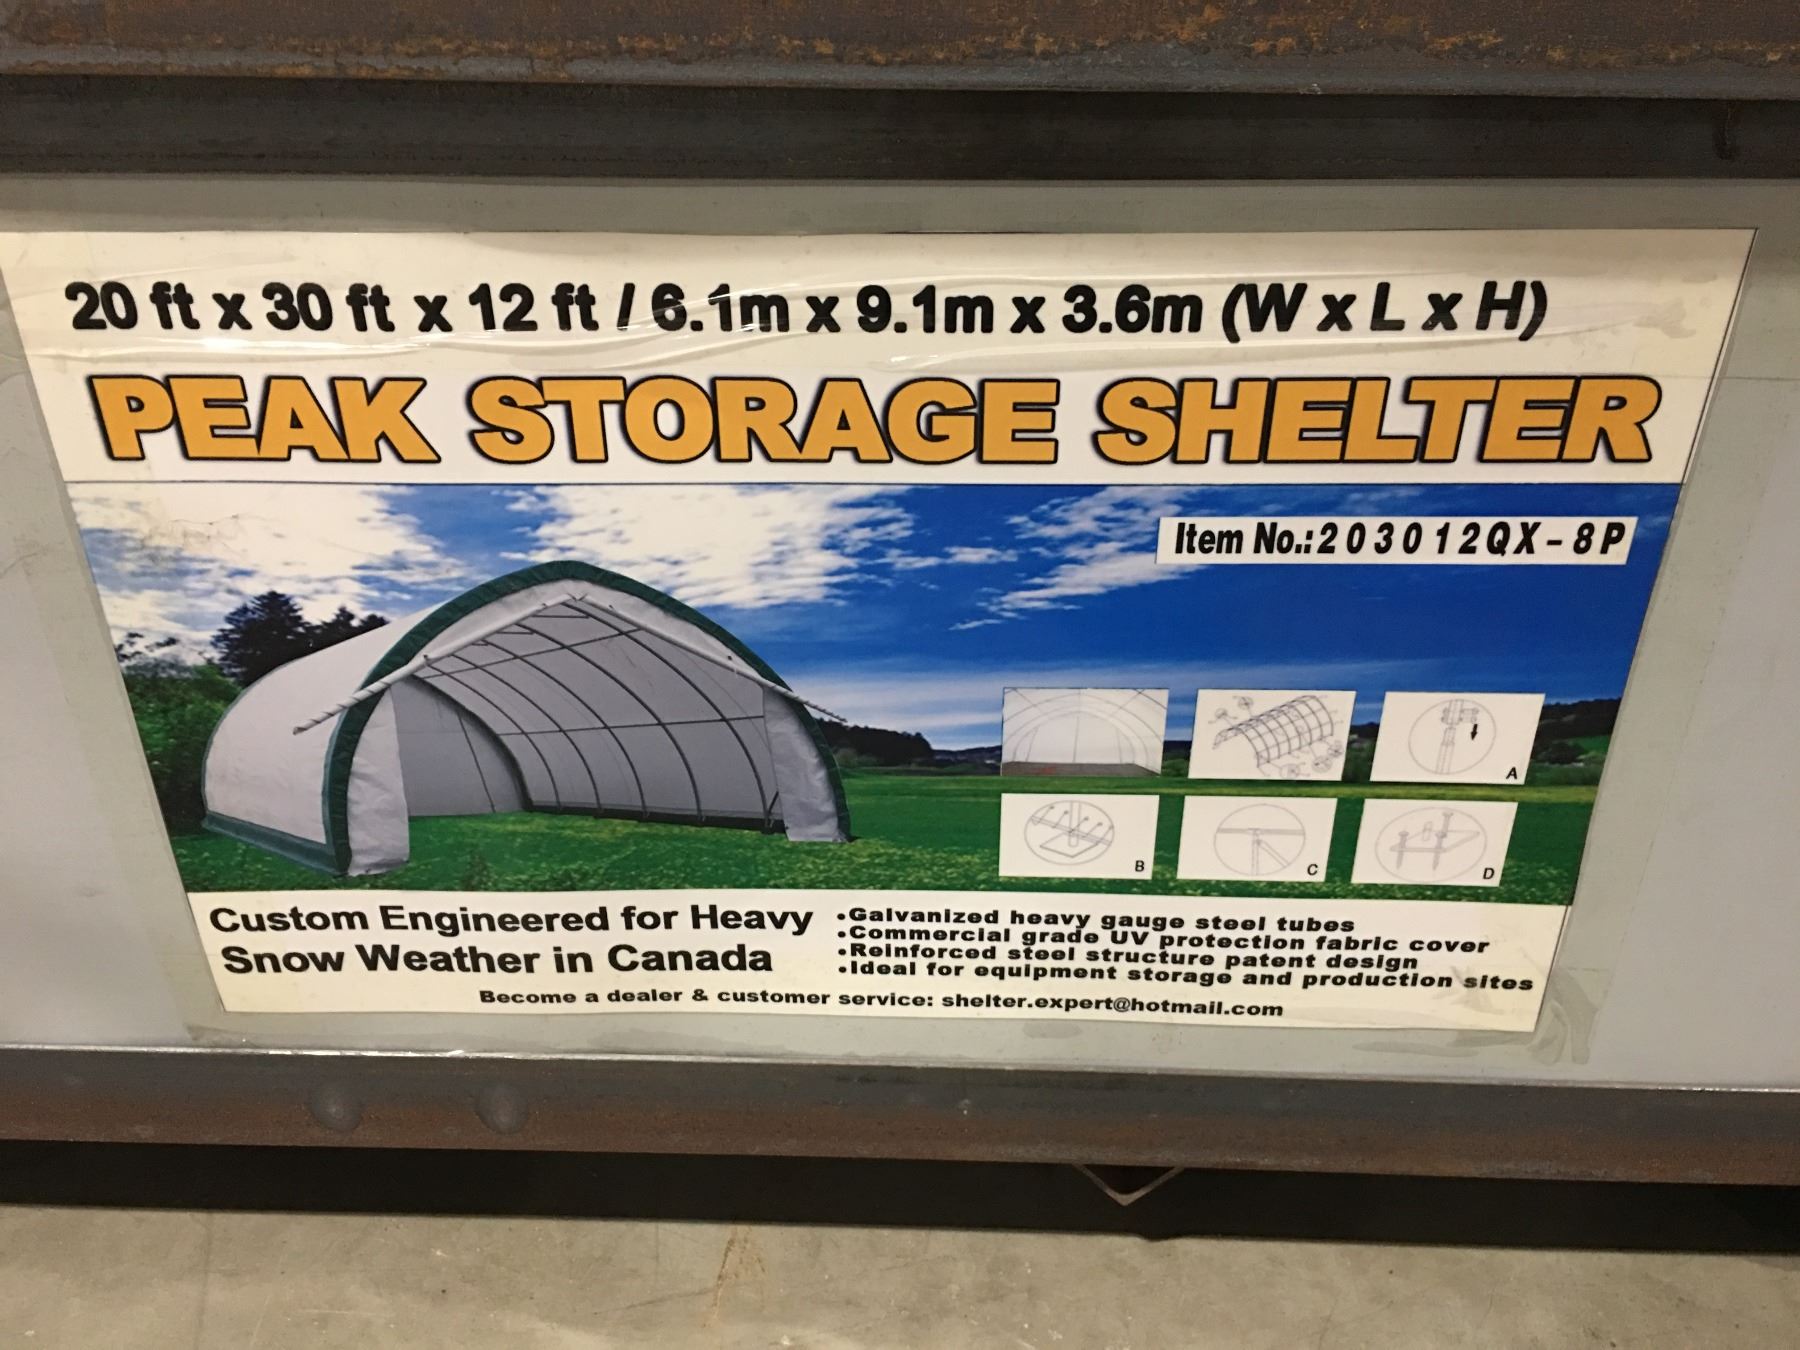 20 ft x 30 ft x 12 ft / 6.1m x 9.1m x 3.6m (W x L x H)
PEAK STORAGE SHELTER
Item No.:203012QX-8P
A
B
C
D
Custom Engineered for Heavy
Snow Weather in Canada
•Galvanized heavy gauge steel tubes
•Commercial grade UV protection fabric cover
•Reinforced steel structure patent design
•Ideal for equipment storage and production sites
Become a dealer & customer service: shelter.expert@hotmail.com